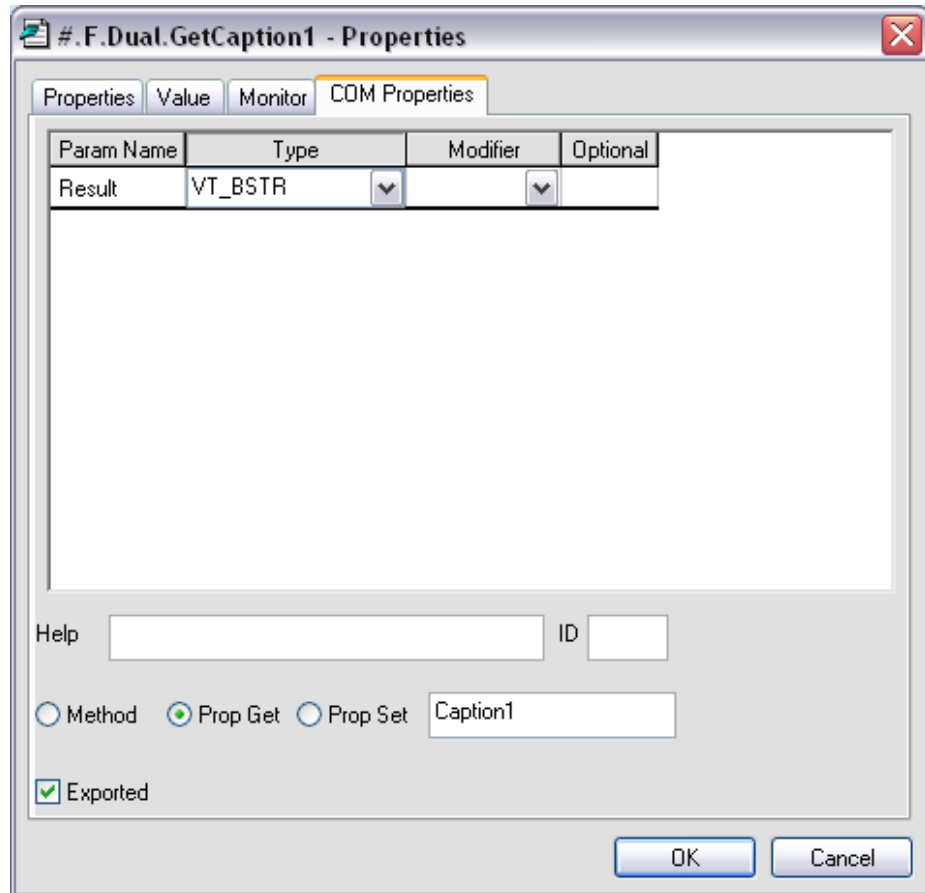 #.F.Dual.GetCaption1 - Properties
Properties Value Monitor COM Properties
Param Name Type Modifier Optional
Result VT_BSTR
Help ID
Method Prop Get Prop Set Caption1
Exported
OK Cancel